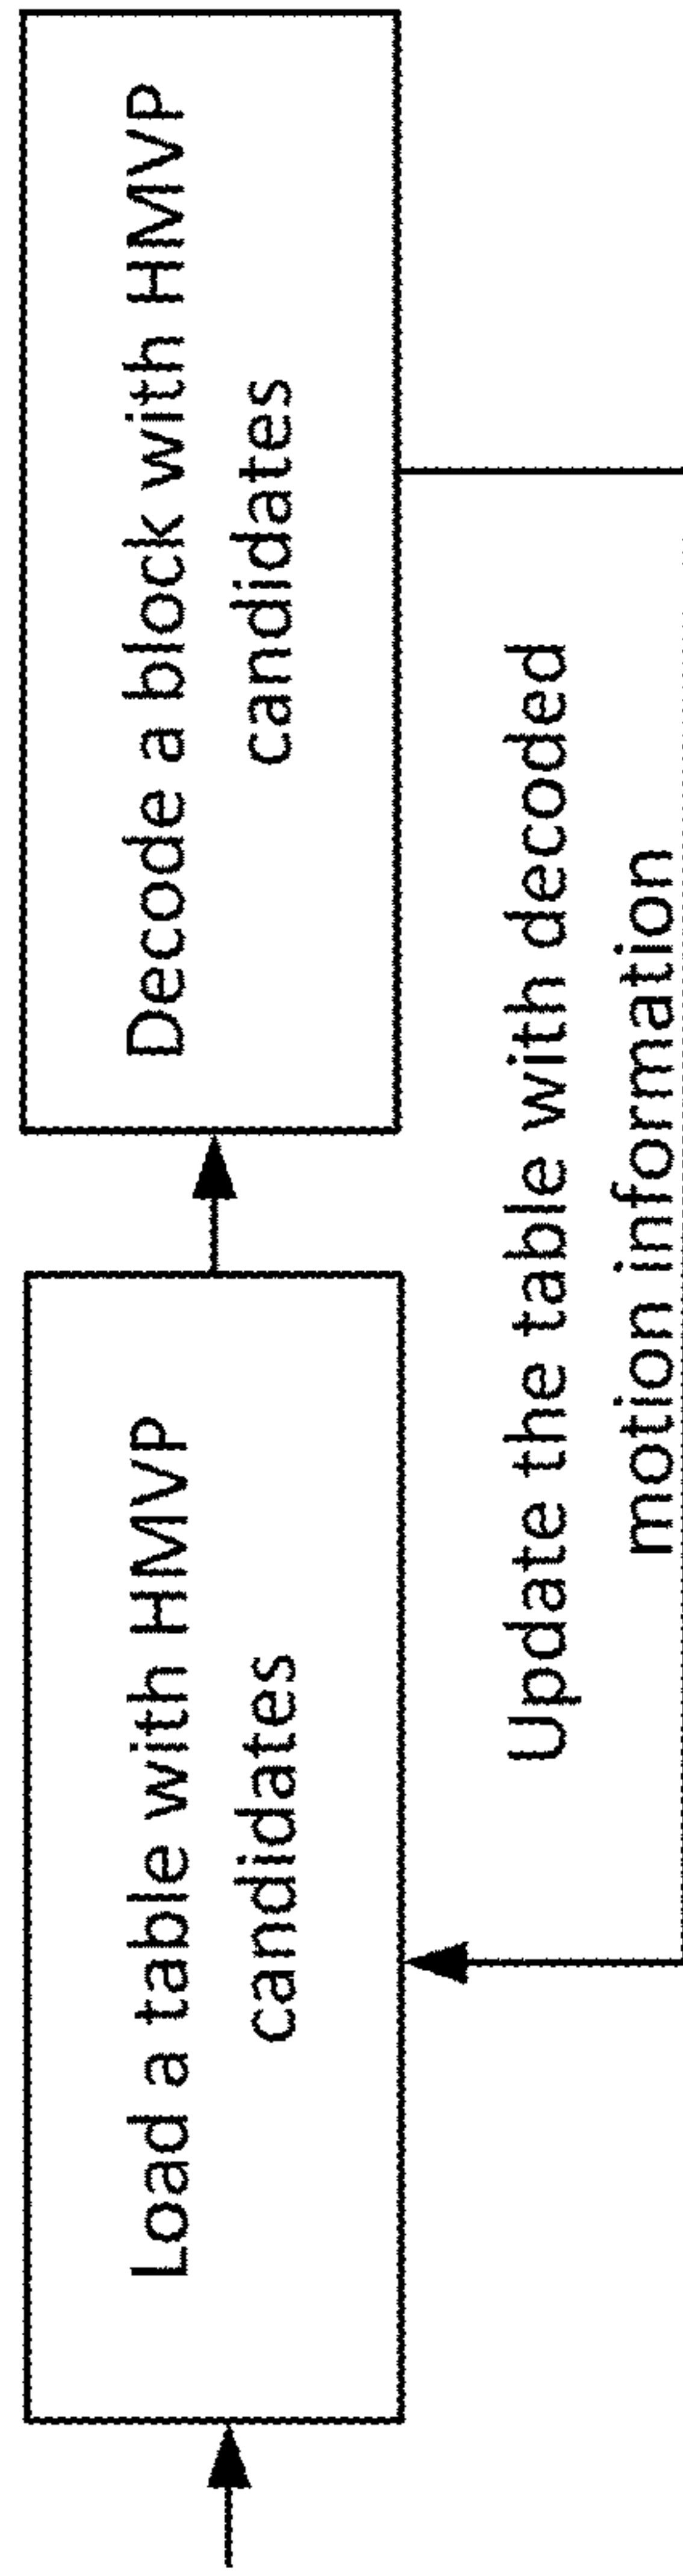 Load a table with HMVP
candidates
Decode a block with HMVP
candidates
Update the table with decoded
motion information